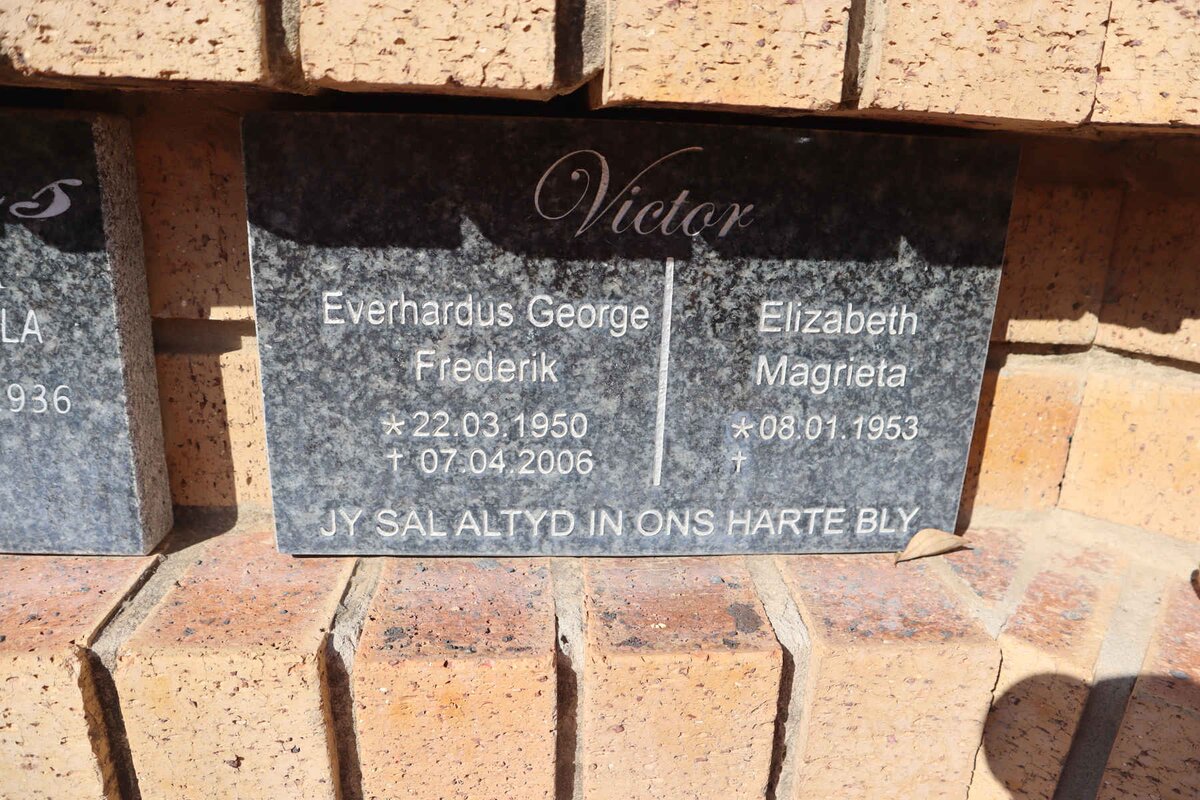 Victor
Everhardus George
Frederik
* 22.03.1950
† 07.04.2006
Elizabeth
Magrieta
* 08.01.1953
†
JY SAL ALTYD IN ONS HARTE BLY
LA
1936